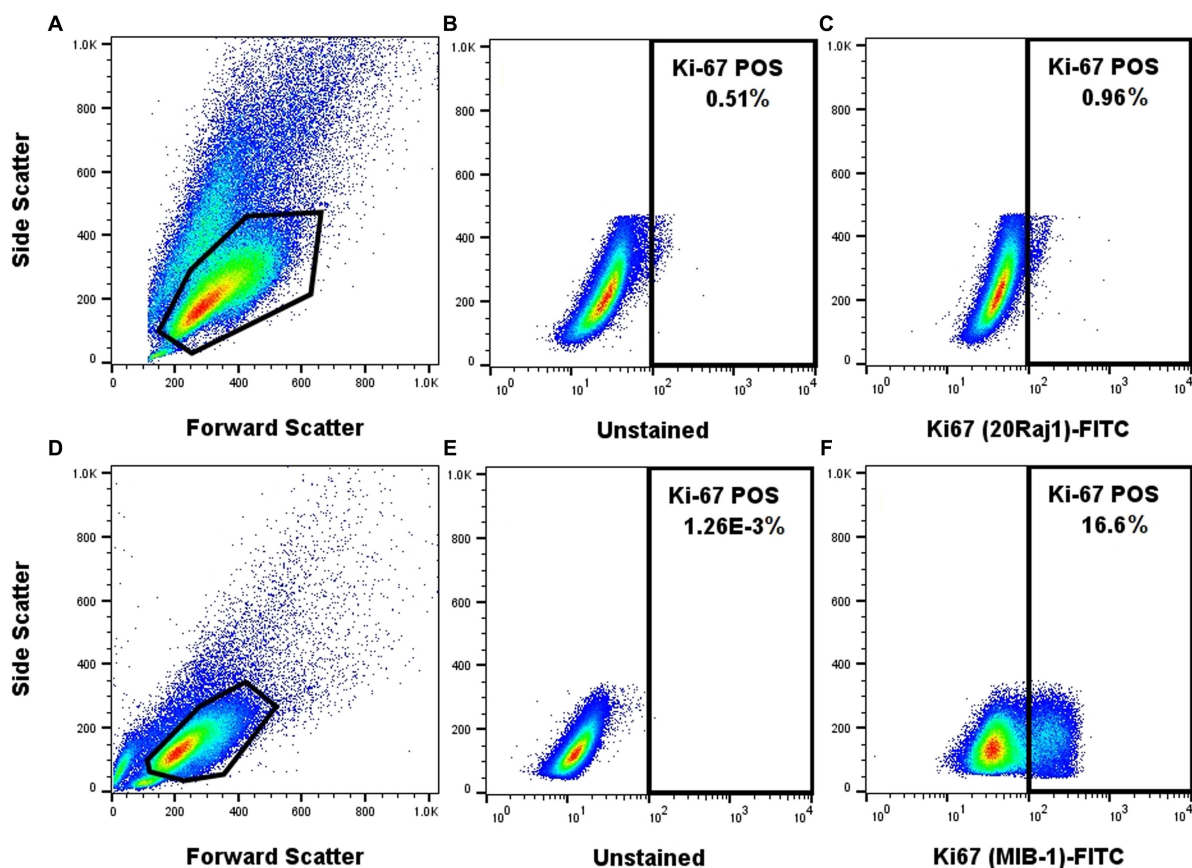 A
B
C
1.0K
800
600
400
200
0
Side Scatter
0 200 400 600 800 1.0K
Forward Scatter
1.0K
800
600
400
200
0
Ki-67 POS
0.51%
10^0 10^1 10^2 10^3 10^4
Unstained
1.0K
800
600
400
200
0
Ki-67 POS
0.96%
10^0 10^1 10^2 10^3 10^4
Ki67 (20Raj1)-FITC
D
E
F
1.0K
800
600
400
200
0
Side Scatter
0 200 400 600 800 1.0K
Forward Scatter
1.0K
800
600
400
200
0
Ki-67 POS
1.26E-3%
10^0 10^1 10^2 10^3 10^4
Unstained
1.0K
800
600
400
200
0
Ki-67 POS
16.6%
10^0 10^1 10^2 10^3 10^4
Ki67 (MIB-1)-FITC